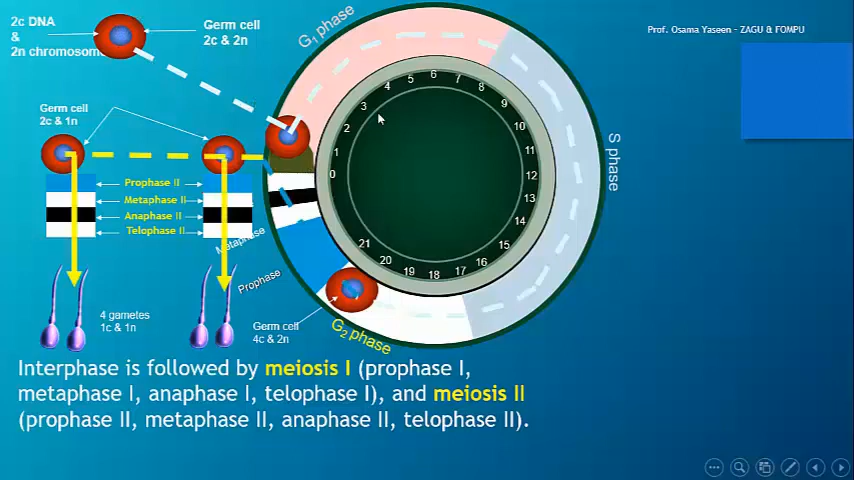 2c DNA
&
2n chromosom
Germ cell
2c & 2n
G1 phase
Prof. Osama Yaseen - ZAGU & FOMPU
Germ cell
2c & 1n
S phase
0
1
2
3
4
5
6
7
8
9
10
11
12
13
14
15
16
17
18
19
20
21
Prophase II
Metaphase II
Anaphase II
Telophase II
Metaphase
Prophase
4 gametes
1c & 1n
Germ cell
4c & 2n
G2 phase
Interphase is followed by meiosis I (prophase I,
metaphase I, anaphase I, telophase I), and meiosis II
(prophase II, metaphase II, anaphase II, telophase II).